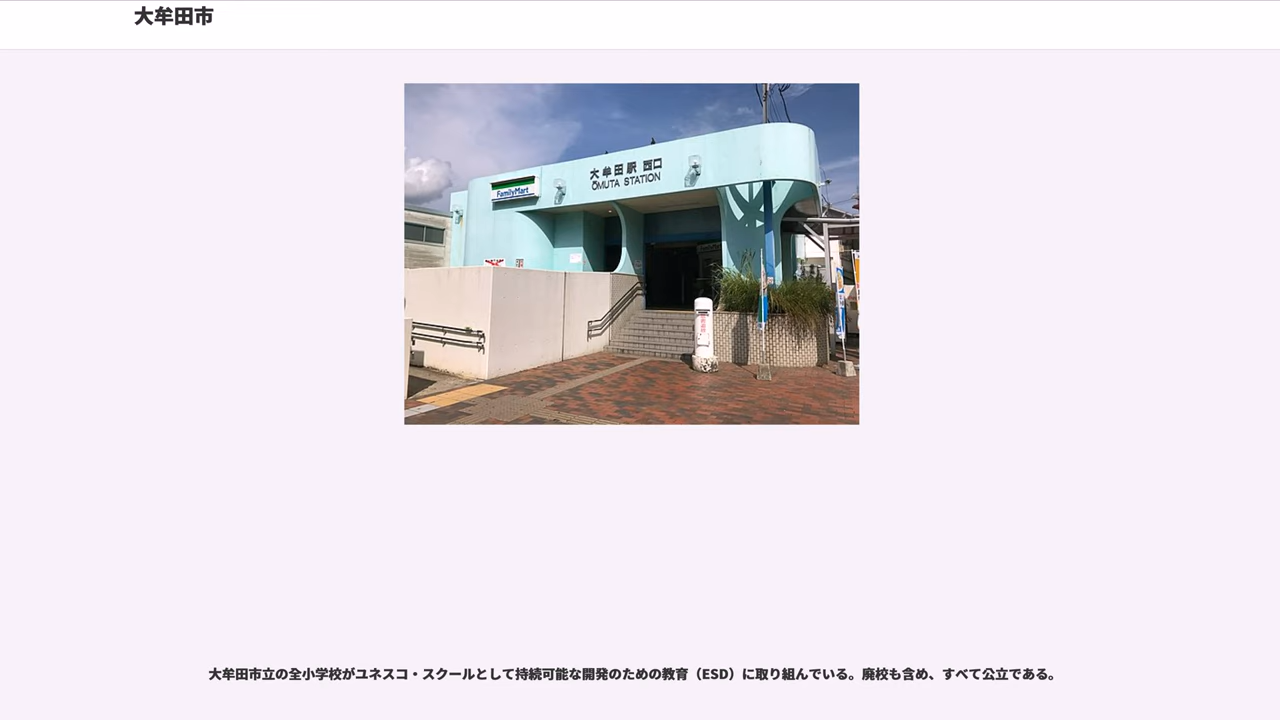 大牟田市
大牟田駅 西口
OMUTA STATION
FamilyMart
大牟田市立の全小学校がユネスコ・スクールとして持続可能な開発のための教育（ESD）に取り組んでいる。廃校も含め、すべて公立である。